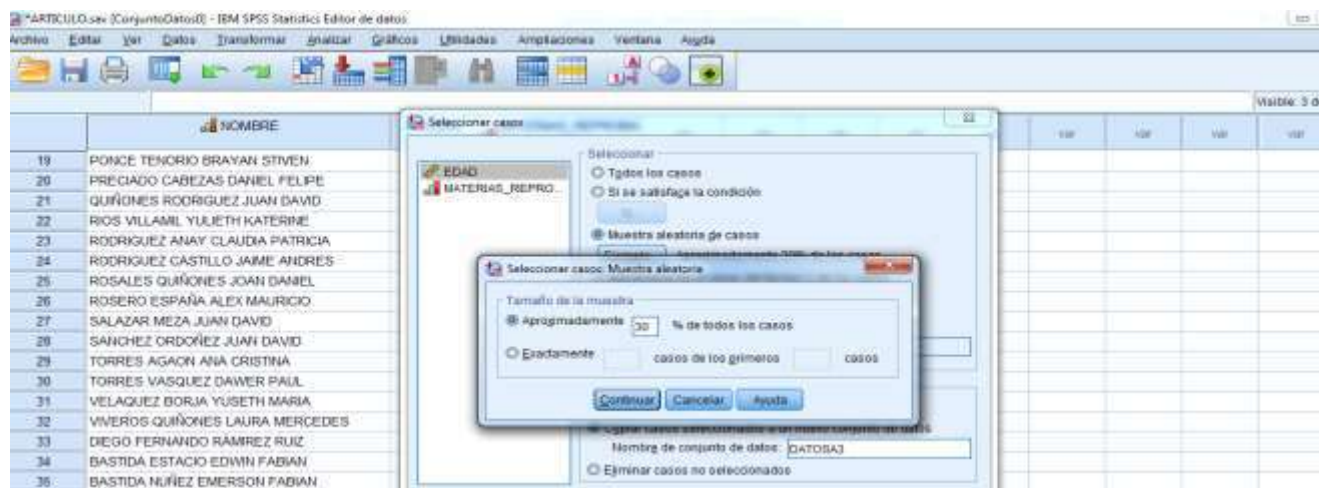 *ARTICULO.sav [ConjuntoDatos0] - IBM SPSS Statistics Editor de datos
Archivo Editar Ver Datos Transformar Analizar Gráficos Utilidades Ampliaciones Ventana Ayuda
Visible: 3 d
NOMBRE
var var var var
19 PONCE TENORIO BRAYAN STIVEN
20 PRECIADO CABEZAS DANIEL FELIPE
21 QUIÑONES RODRIGUEZ JUAN DAVID
22 RIOS VILLAMIL YULIETH KATERINE
23 RODRIGUEZ ANAY CLAUDIA PATRICIA
24 RODRIGUEZ CASTILLO JAIME ANDRES
25 ROSALES QUIÑONES JOAN DANIEL
26 ROSERO ESPAÑA ALEX MAURICIO
27 SALAZAR MEZA JUAN DAVID
28 SANCHEZ ORDOÑEZ JUAN DAVID
29 TORRES AGAON ANA CRISTINA
30 TORRES VASQUEZ DAWER PAUL
31 VELAQUEZ BORJA YUSETH MARIA
32 VIVEROS QUIÑONES LAURA MERCEDES
33 DIEGO FERNANDO RAMIREZ RUIZ
34 BASTIDA ESTACIO EDWIN FABIAN
35 BASTIDA NUÑEZ EMERSON FABIAN
Seleccionar casos
EDAD
MATERIAS_REPRO...
Seleccionar
Todos los casos
Si se satisface la condición
Muestra aleatoria de casos
Seleccionar casos: Muestra aleatoria
Tamaño de la muestra
Aproximadamente 30 % de todos los casos
Exactamente casos de los primeros casos
Continuar Cancelar Ayuda
Copiar casos seleccionados a un nuevo conjunto de datos
Nombre de conjunto de datos: DATOSA3
Eliminar casos no seleccionados